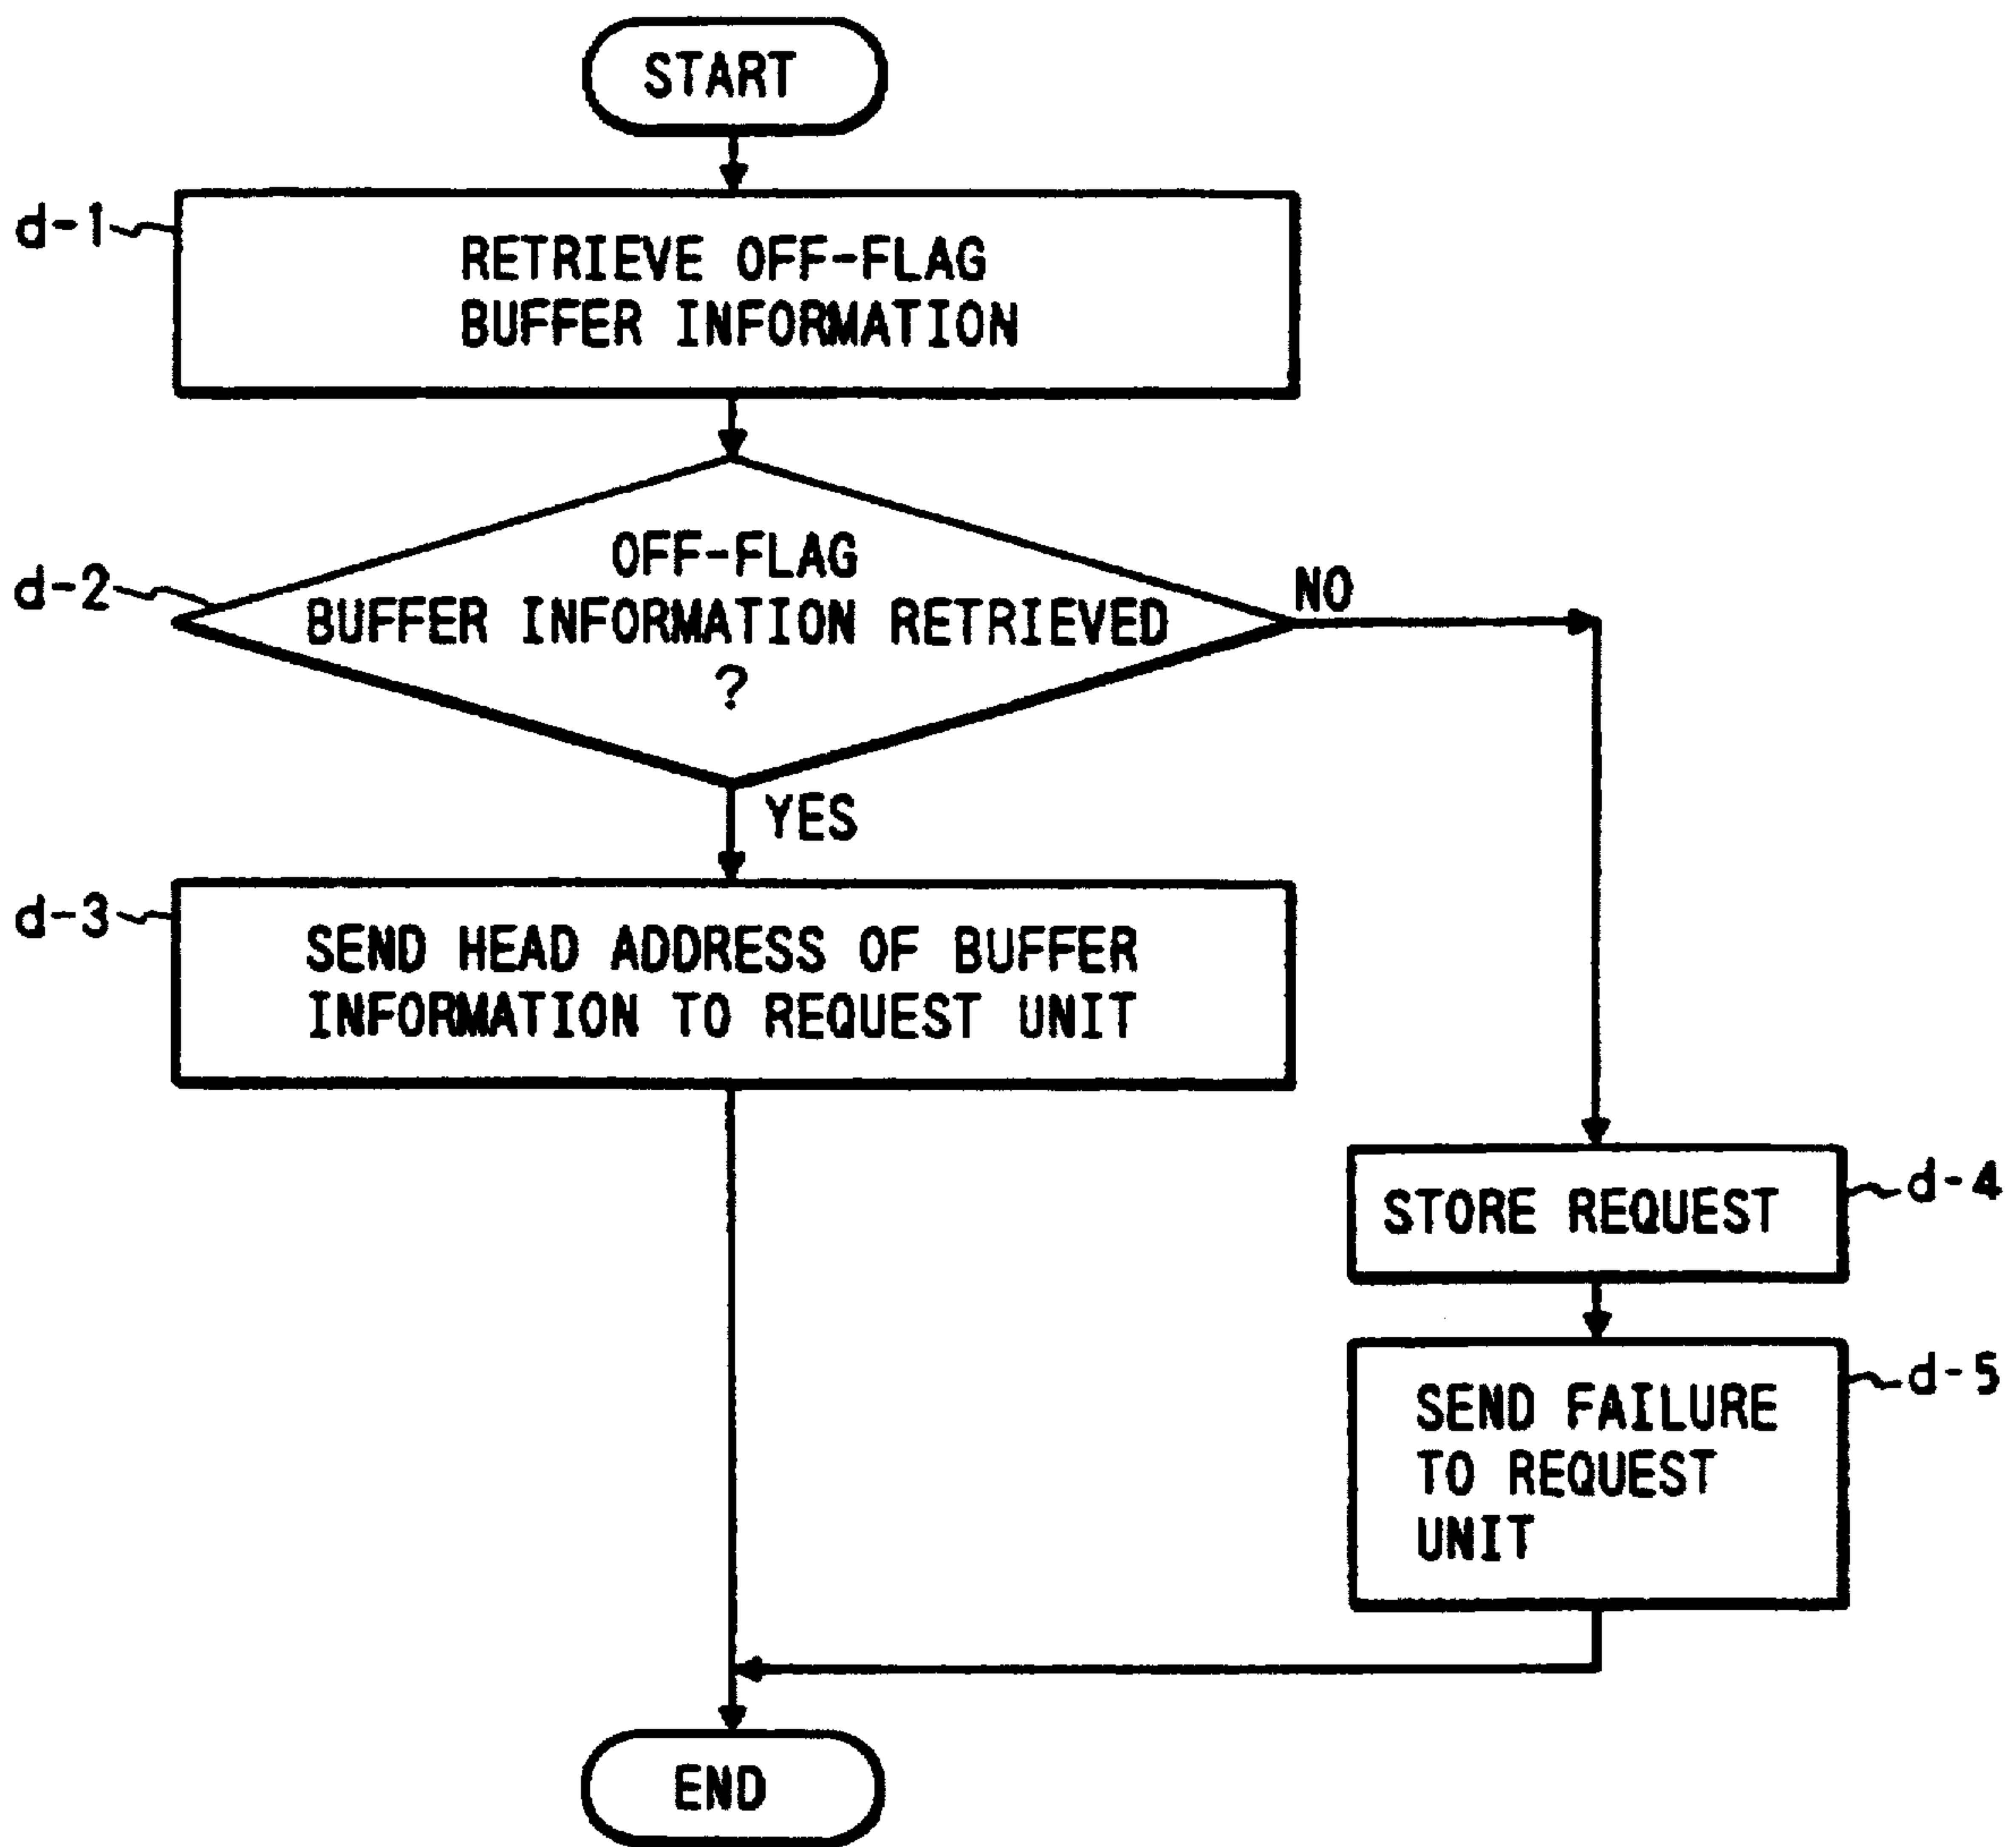 START
d-1
RETRIEVE OFF-FLAG
BUFFER INFORMATION
d-2
OFF-FLAG
BUFFER INFORMATION RETRIEVED
?
NO
YES
d-3
SEND HEAD ADDRESS OF BUFFER
INFORMATION TO REQUEST UNIT
STORE REQUEST
d-4
SEND FAILURE
TO REQUEST
UNIT
d-5
END